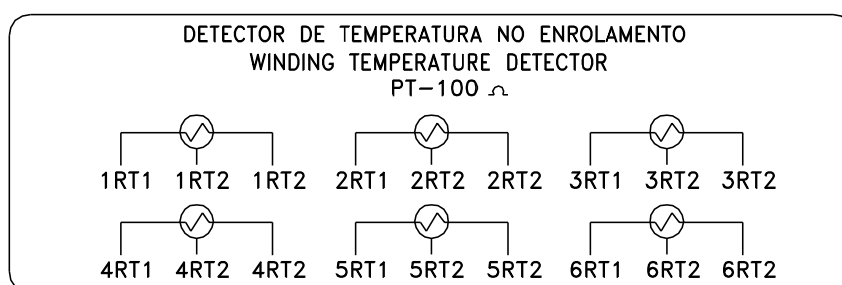 DETECTOR DE TEMPERATURA NO ENROLAMENTO
WINDING TEMPERATURE DETECTOR
PT-100 Ω
1RT1 1RT2 1RT2 2RT1 2RT2 2RT2 3RT1 3RT2 3RT2
4RT1 4RT2 4RT2 5RT1 5RT2 5RT2 6RT1 6RT2 6RT2